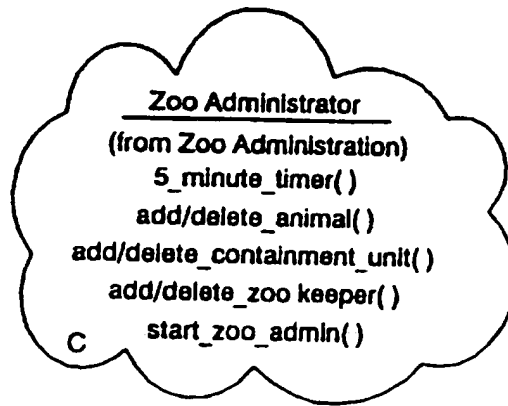 Zoo Administrator
(from Zoo Administration)
5_minute_timer( )
add/delete_animal( )
add/delete_containment_unit( )
add/delete_zoo keeper( )
start_zoo_admin( )
C